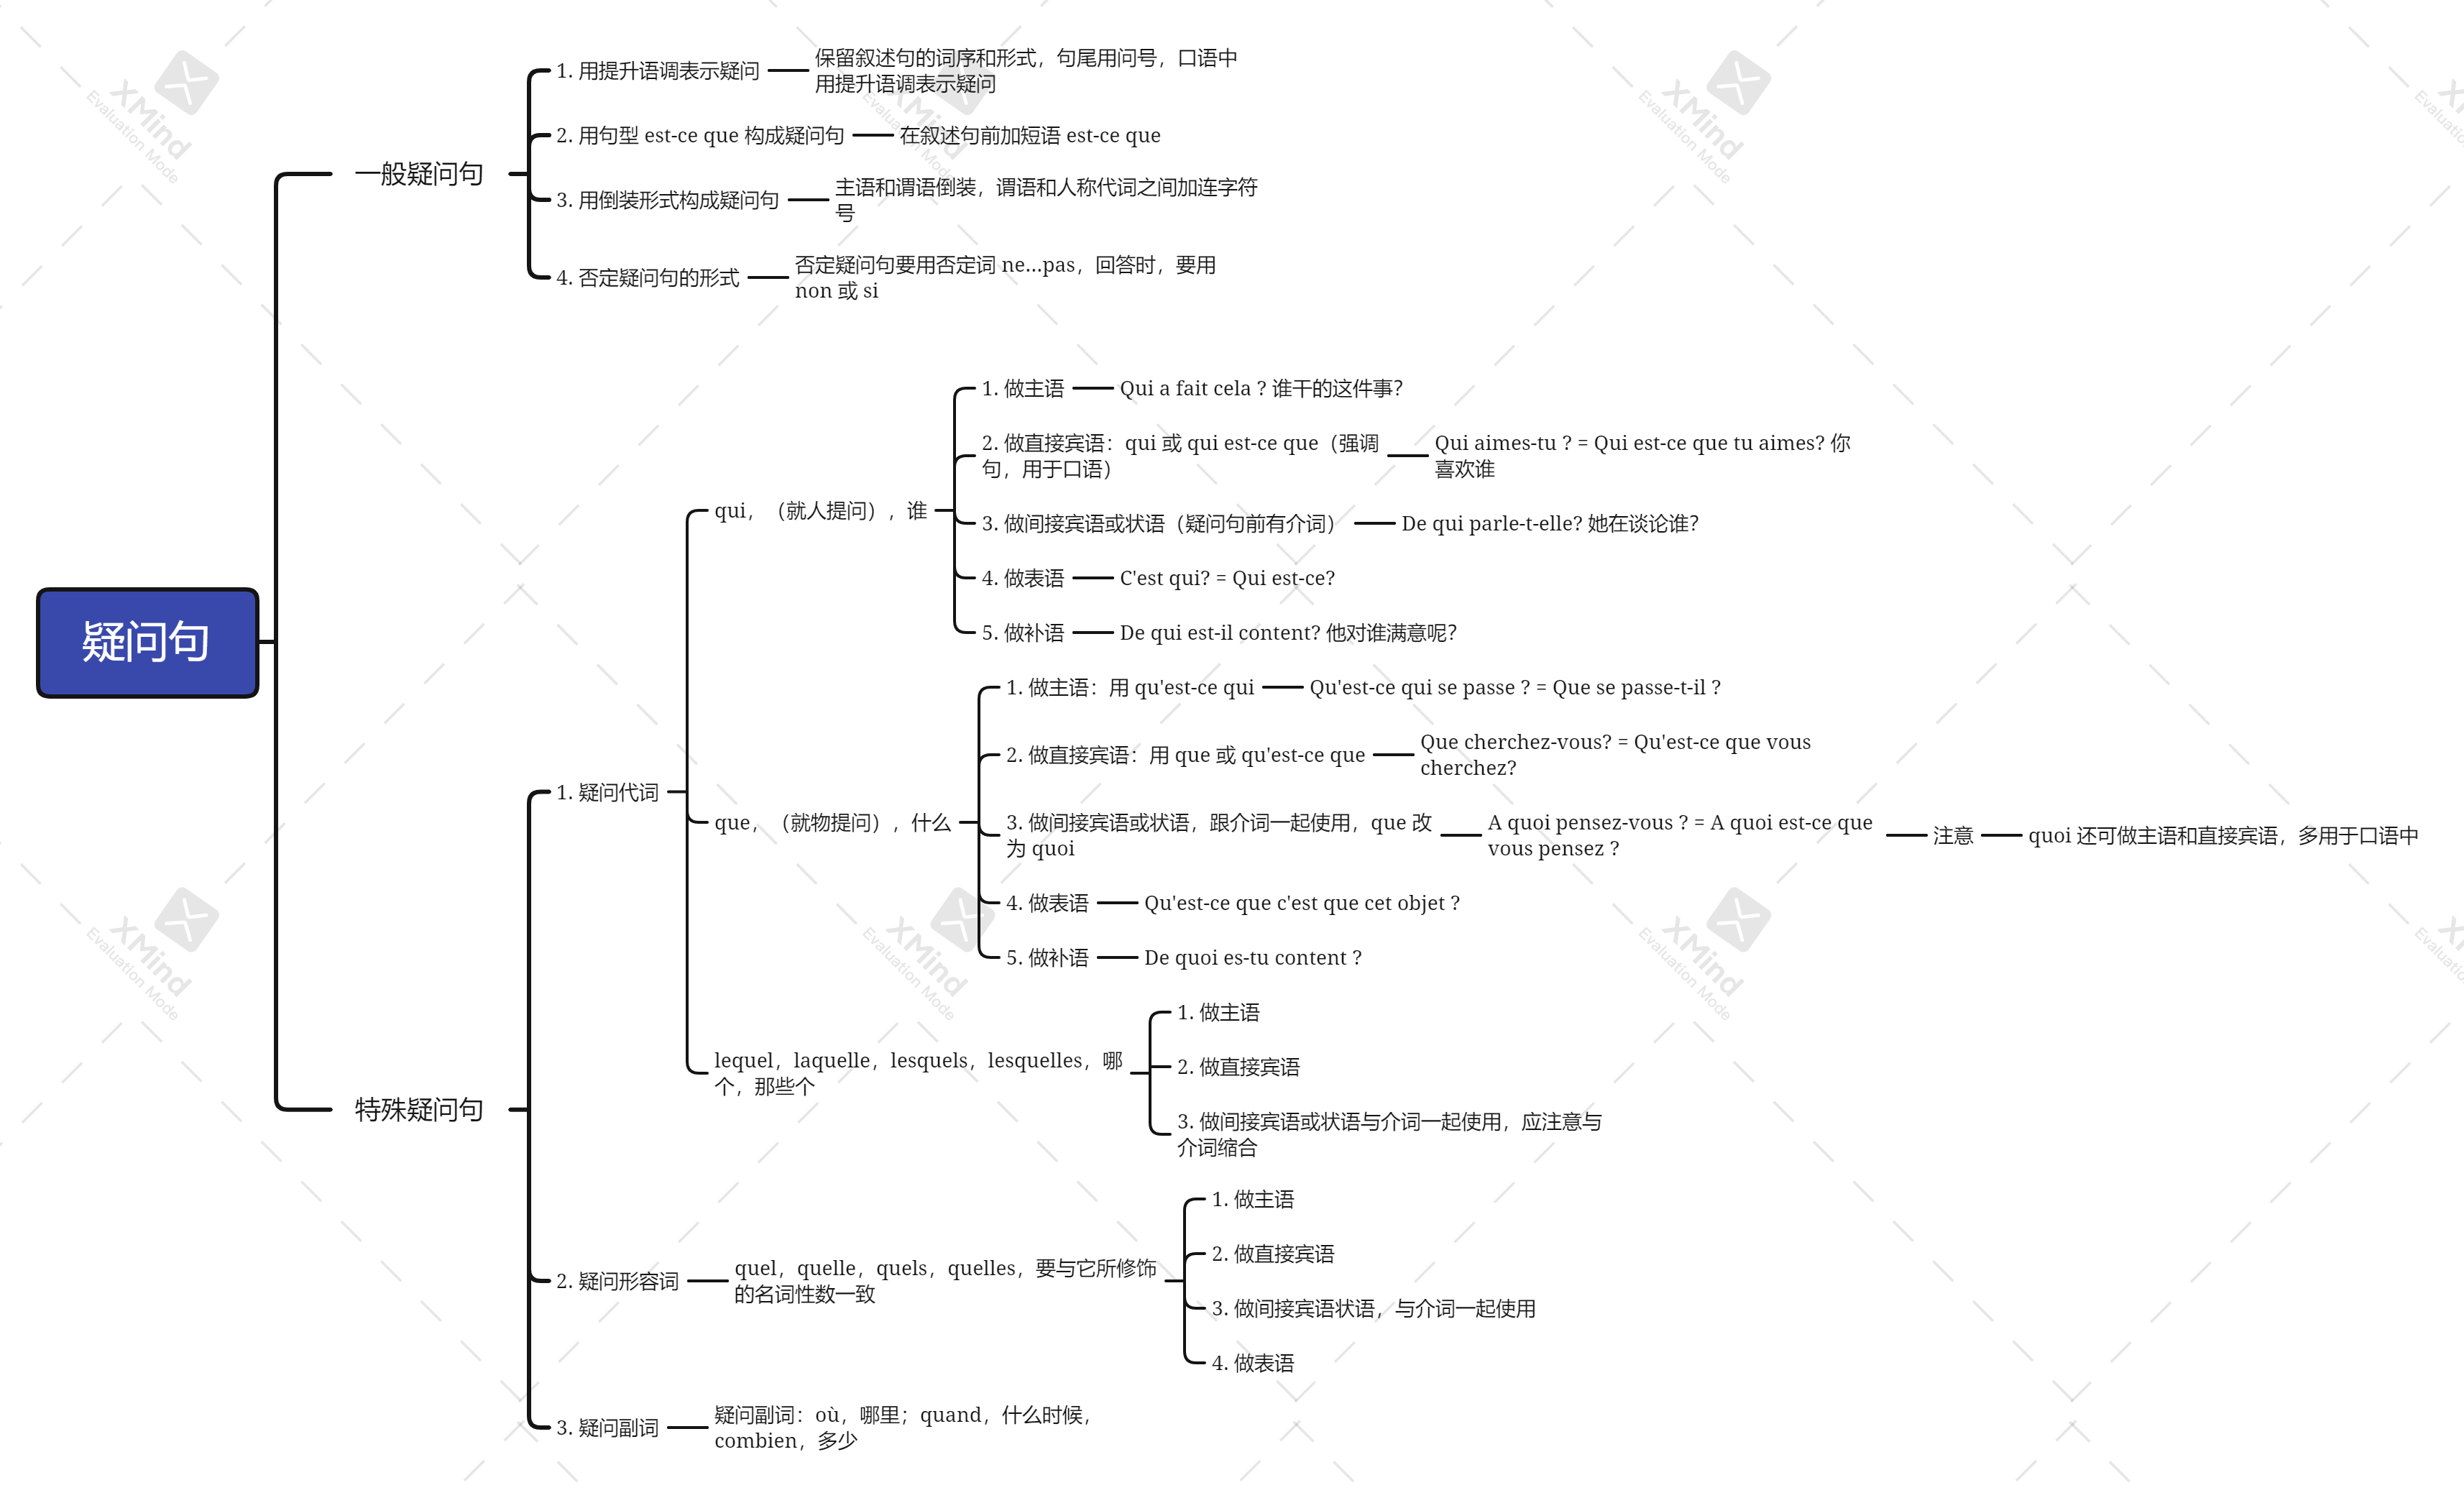 疑问句
一般疑问句
1. 用提升语调表示疑问
保留叙述句的词序和形式，句尾用问号，口语中
用提升语调表示疑问
2. 用句型 est-ce que 构成疑问句
在叙述句前加短语 est-ce que
3. 用倒装形式构成疑问句
主语和谓语倒装，谓语和人称代词之间加连字符
号
4. 否定疑问句的形式
否定疑问句要用否定词 ne...pas，回答时，要用
non 或 si
特殊疑问句
1. 疑问代词
qui，（就人提问），谁
1. 做主语
Qui a fait cela ? 谁干的这件事？
2. 做直接宾语：qui 或 qui est-ce que（强调
句，用于口语）
Qui aimes-tu ? = Qui est-ce que tu aimes? 你
喜欢谁
3. 做间接宾语或状语（疑问句前有介词）
De qui parle-t-elle? 她在谈论谁？
4. 做表语
C'est qui? = Qui est-ce?
5. 做补语
De qui est-il content? 他对谁满意呢？
que，（就物提问），什么
1. 做主语：用 qu'est-ce qui
Qu'est-ce qui se passe ? = Que se passe-t-il ?
2. 做直接宾语：用 que 或 qu'est-ce que
Que cherchez-vous? = Qu'est-ce que vous
cherchez?
3. 做间接宾语或状语，跟介词一起使用，que 改
为 quoi
A quoi pensez-vous ? = A quoi est-ce que
vous pensez ?
注意
quoi 还可做主语和直接宾语，多用于口语中
4. 做表语
Qu'est-ce que c'est que cet objet ?
5. 做补语
De quoi es-tu content ?
lequel，laquelle，lesquels，lesquelles，哪
个，那些个
1. 做主语
2. 做直接宾语
3. 做间接宾语或状语与介词一起使用，应注意与
介词缩合
2. 疑问形容词
quel，quelle，quels，quelles，要与它所修饰
的名词性数一致
1. 做主语
2. 做直接宾语
3. 做间接宾语状语，与介词一起使用
4. 做表语
3. 疑问副词
疑问副词：où，哪里；quand，什么时候，
combien，多少
XMind
Evaluation Mode
XMind
Evaluation Mode
XMind
Evaluation Mode
XMind
Evaluation Mode
XMind
Evaluation Mode
XMind
Evaluation Mode